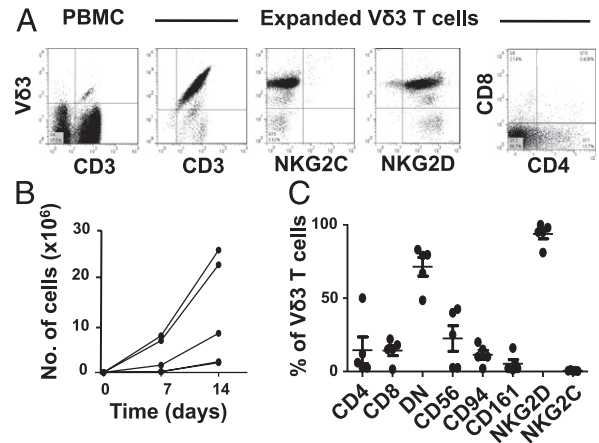 A PBMC Expanded Vδ3 T cells
Vδ3
CD3
CD3
NKG2C
NKG2D
CD8
CD4
B
No. of cells (x10⁶)
30
20
10
0
0 7 14
Time (days)
C
% of Vδ3 T cells
100
50
0
CD4
CD8
DN
CD56
CD94
CD161
NKG2D
NKG2C